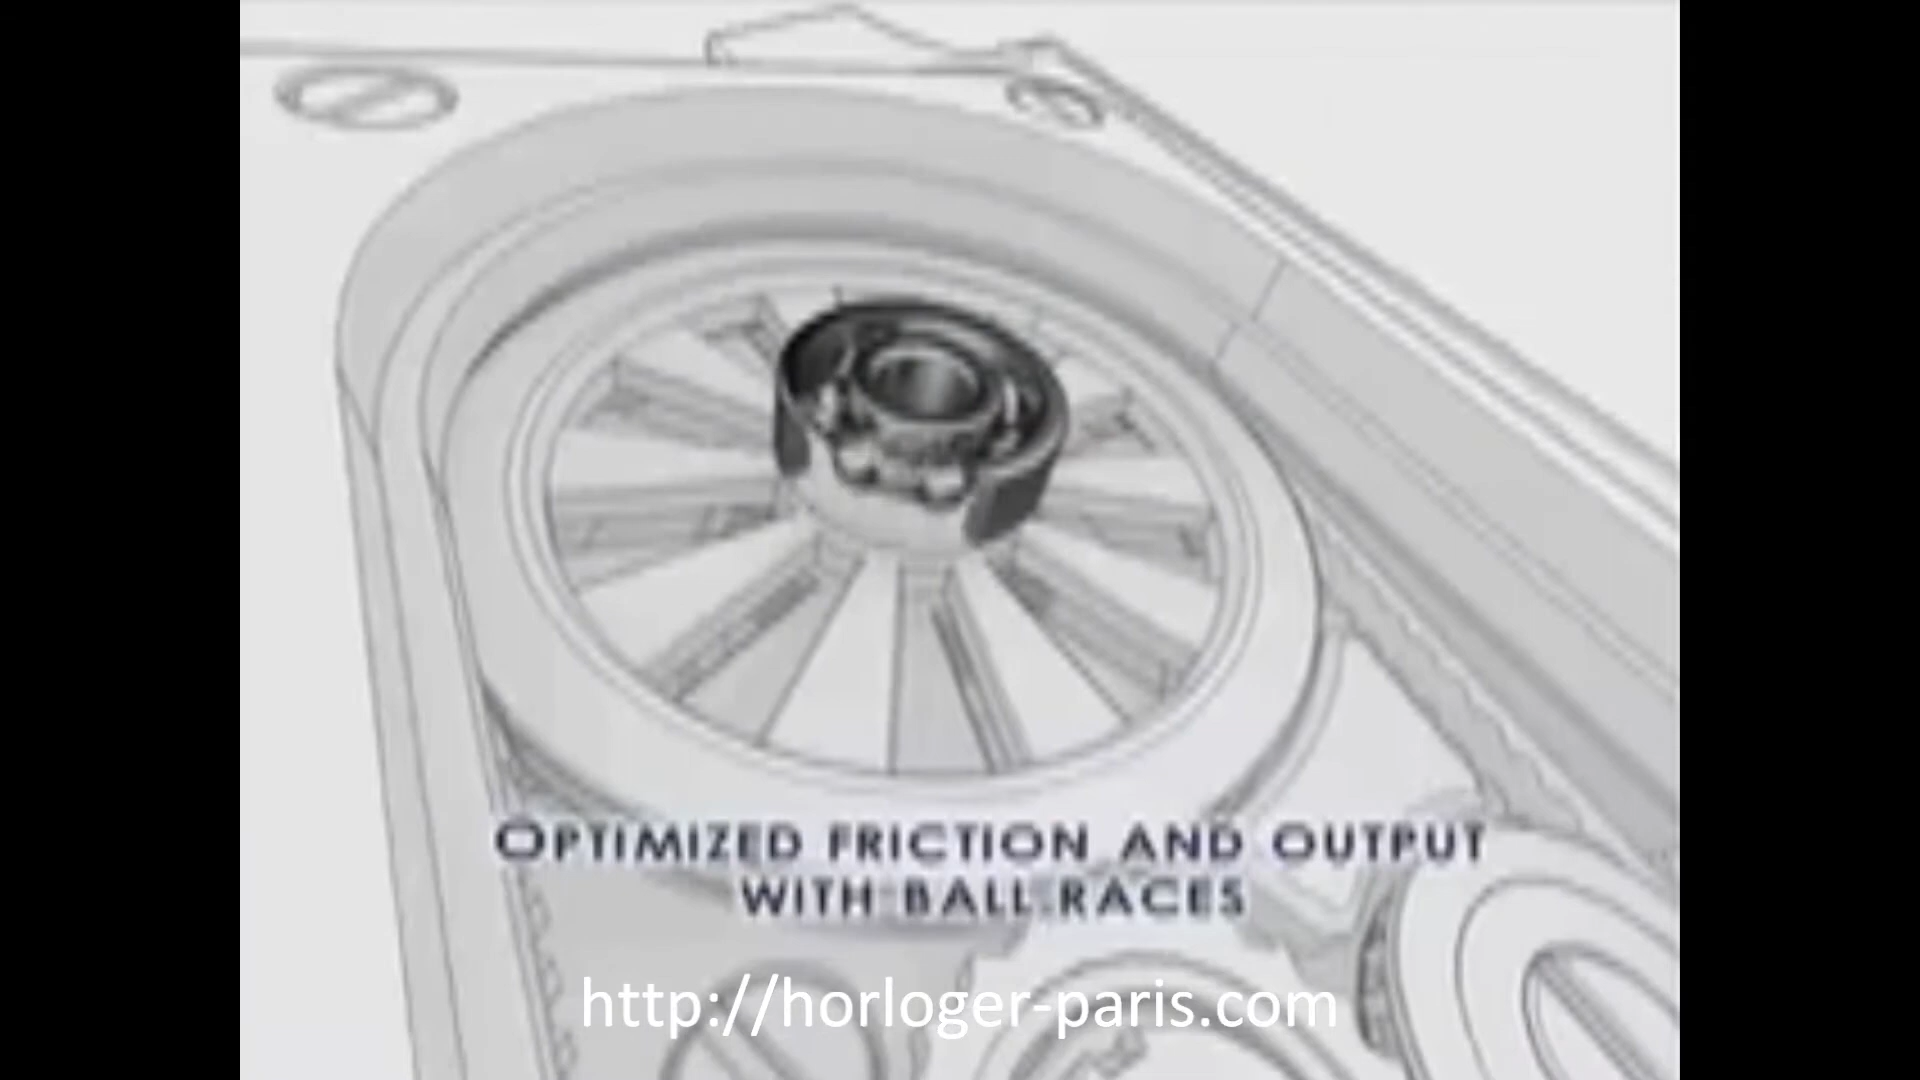 OPTIMIZED FRICTION AND OUTPUT
WITH BALL RACES
http://horloger-paris.com